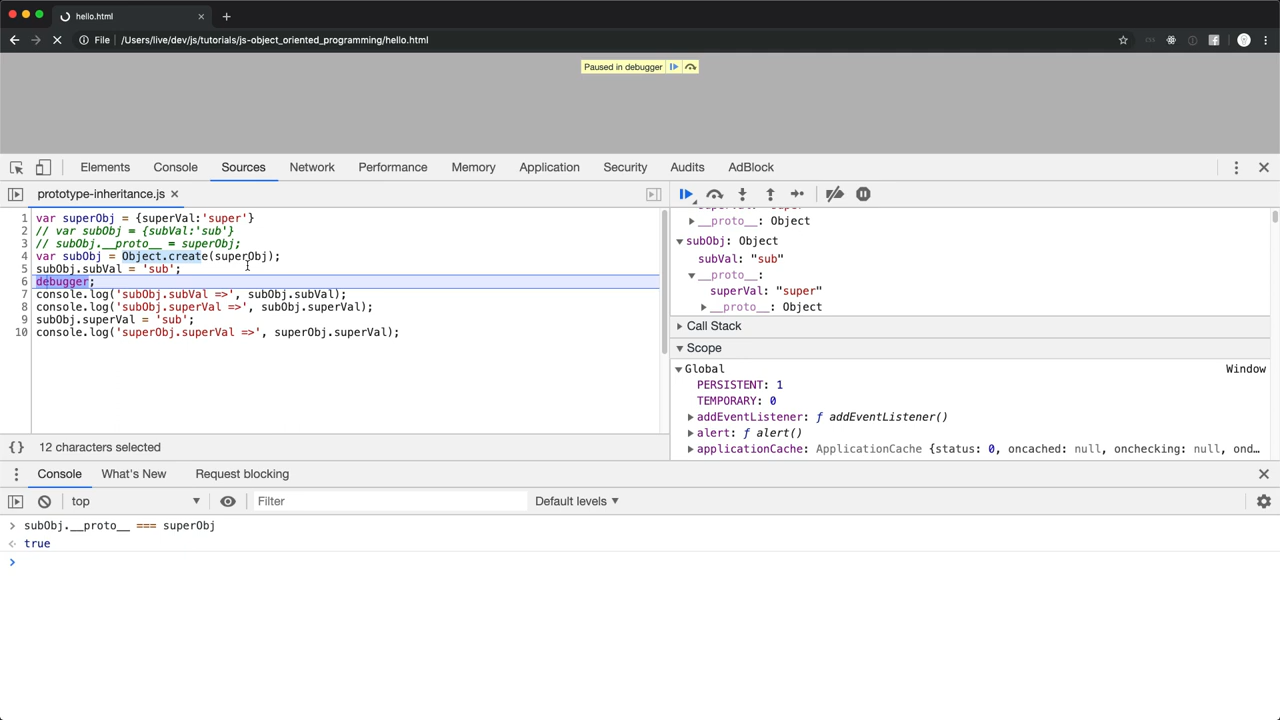 hello.html
File /Users/live/dev/js/tutorials/js-object_oriented_programming/hello.html
Paused in debugger
Elements Console Sources Network Performance Memory Application Security Audits AdBlock
prototype-inheritance.js
1 var superObj = {superVal:'super'}
2 // var subObj = {subVal:'sub'}
3 // subObj.__proto__ = superObj;
4 var subObj = Object.create(superObj);
5 subObj.subVal = 'sub';
6 debugger;
7 console.log('subObj.subVal =>', subObj.subVal);
8 console.log('subObj.superVal =>', subObj.superVal);
9 subObj.superVal = 'sub';
10 console.log('superObj.superVal =>', superObj.superVal);
{} 12 characters selected
__proto__: Object
subObj: Object
subVal: "sub"
__proto__:
superVal: "super"
__proto__: Object
Call Stack
Scope
Global Window
PERSISTENT: 1
TEMPORARY: 0
addEventListener: ƒ addEventListener()
alert: ƒ alert()
applicationCache: ApplicationCache {status: 0, oncached: null, onchecking: null, ond…
Console What's New Request blocking
top Filter Default levels
> subObj.__proto__ === superObj
true
>